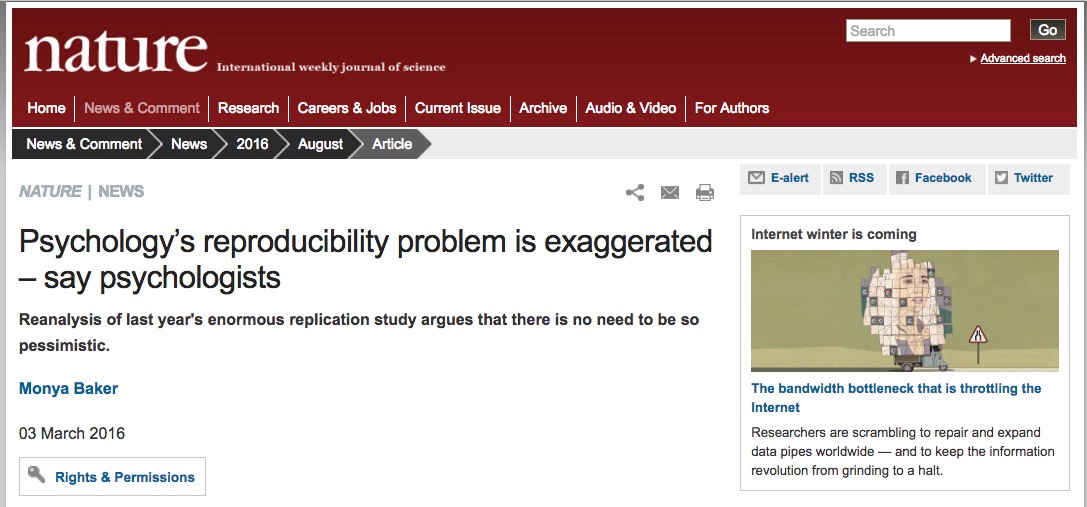 nature International weekly journal of science
Search
Go
Advanced search
Home
News & Comment
Research
Careers & Jobs
Current Issue
Archive
Audio & Video
For Authors
News & Comment
News
2016
August
Article
NATURE | NEWS
Psychology’s reproducibility problem is exaggerated
– say psychologists
Reanalysis of last year's enormous replication study argues that there is no need to be so
pessimistic.
Monya Baker
03 March 2016
Rights & Permissions
E-alert
RSS
Facebook
Twitter
Internet winter is coming
The bandwidth bottleneck that is throttling the
Internet
Researchers are scrambling to repair and expand
data pipes worldwide — and to keep the information
revolution from grinding to a halt.